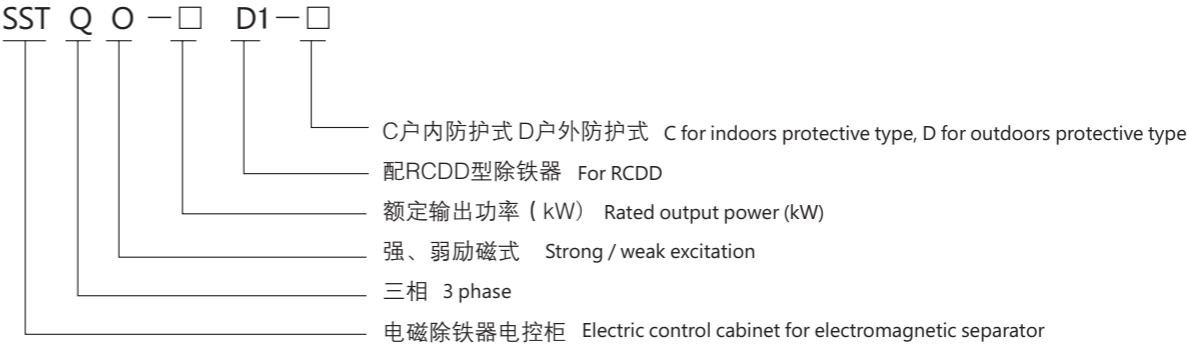 SST Q O －□ D1－□
C户内防护式 D户外防护式 C for indoors protective type, D for outdoors protective type
配RCDD型除铁器 For RCDD
额定输出功率（kW） Rated output power (kW)
强、弱励磁式 Strong / weak excitation
三相 3 phase
电磁除铁器电控柜 Electric control cabinet for electromagnetic separator